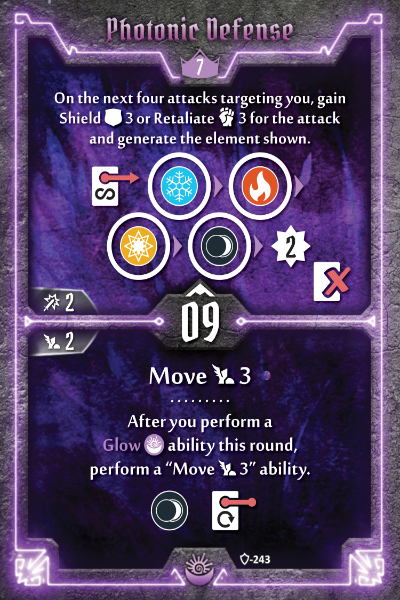 Photonic Defense
7
On the next four attacks targeting you, gain
Shield 3 or Retaliate 3 for the attack
and generate the element shown.
S
2
2
09
2
Move 3
After you perform a
Glow ability this round,
perform a “Move 3” ability.
-243